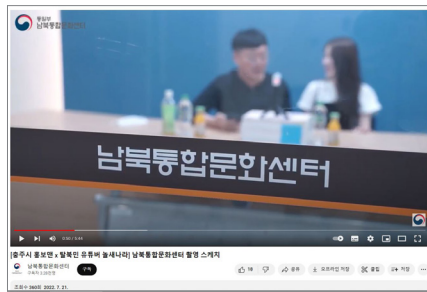 통일부
남북통합문화센터
남북통합문화센터
[충주시 홍보맨 x 탈북민 유튜버 놀새나라] 남북통합문화센터 촬영 스케치
남북통합문화센터
구독
18
공유
오프라인 저장
클립
저장
조회수 360회 2022. 7. 21.